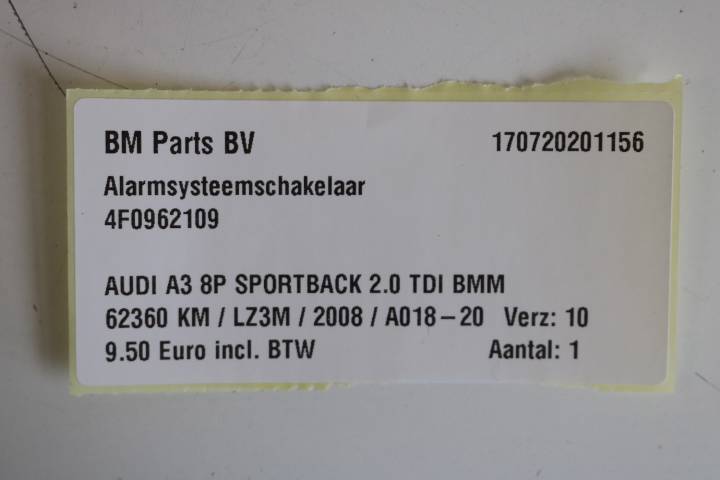 BM Parts BV 170720201156
Alarmsysteemschakelaar
4F0962109
AUDI A3 8P SPORTBACK 2.0 TDI BMM
62360 KM / LZ3M / 2008 / A018-20 Verz: 10
9.50 Euro incl. BTW Aantal: 1